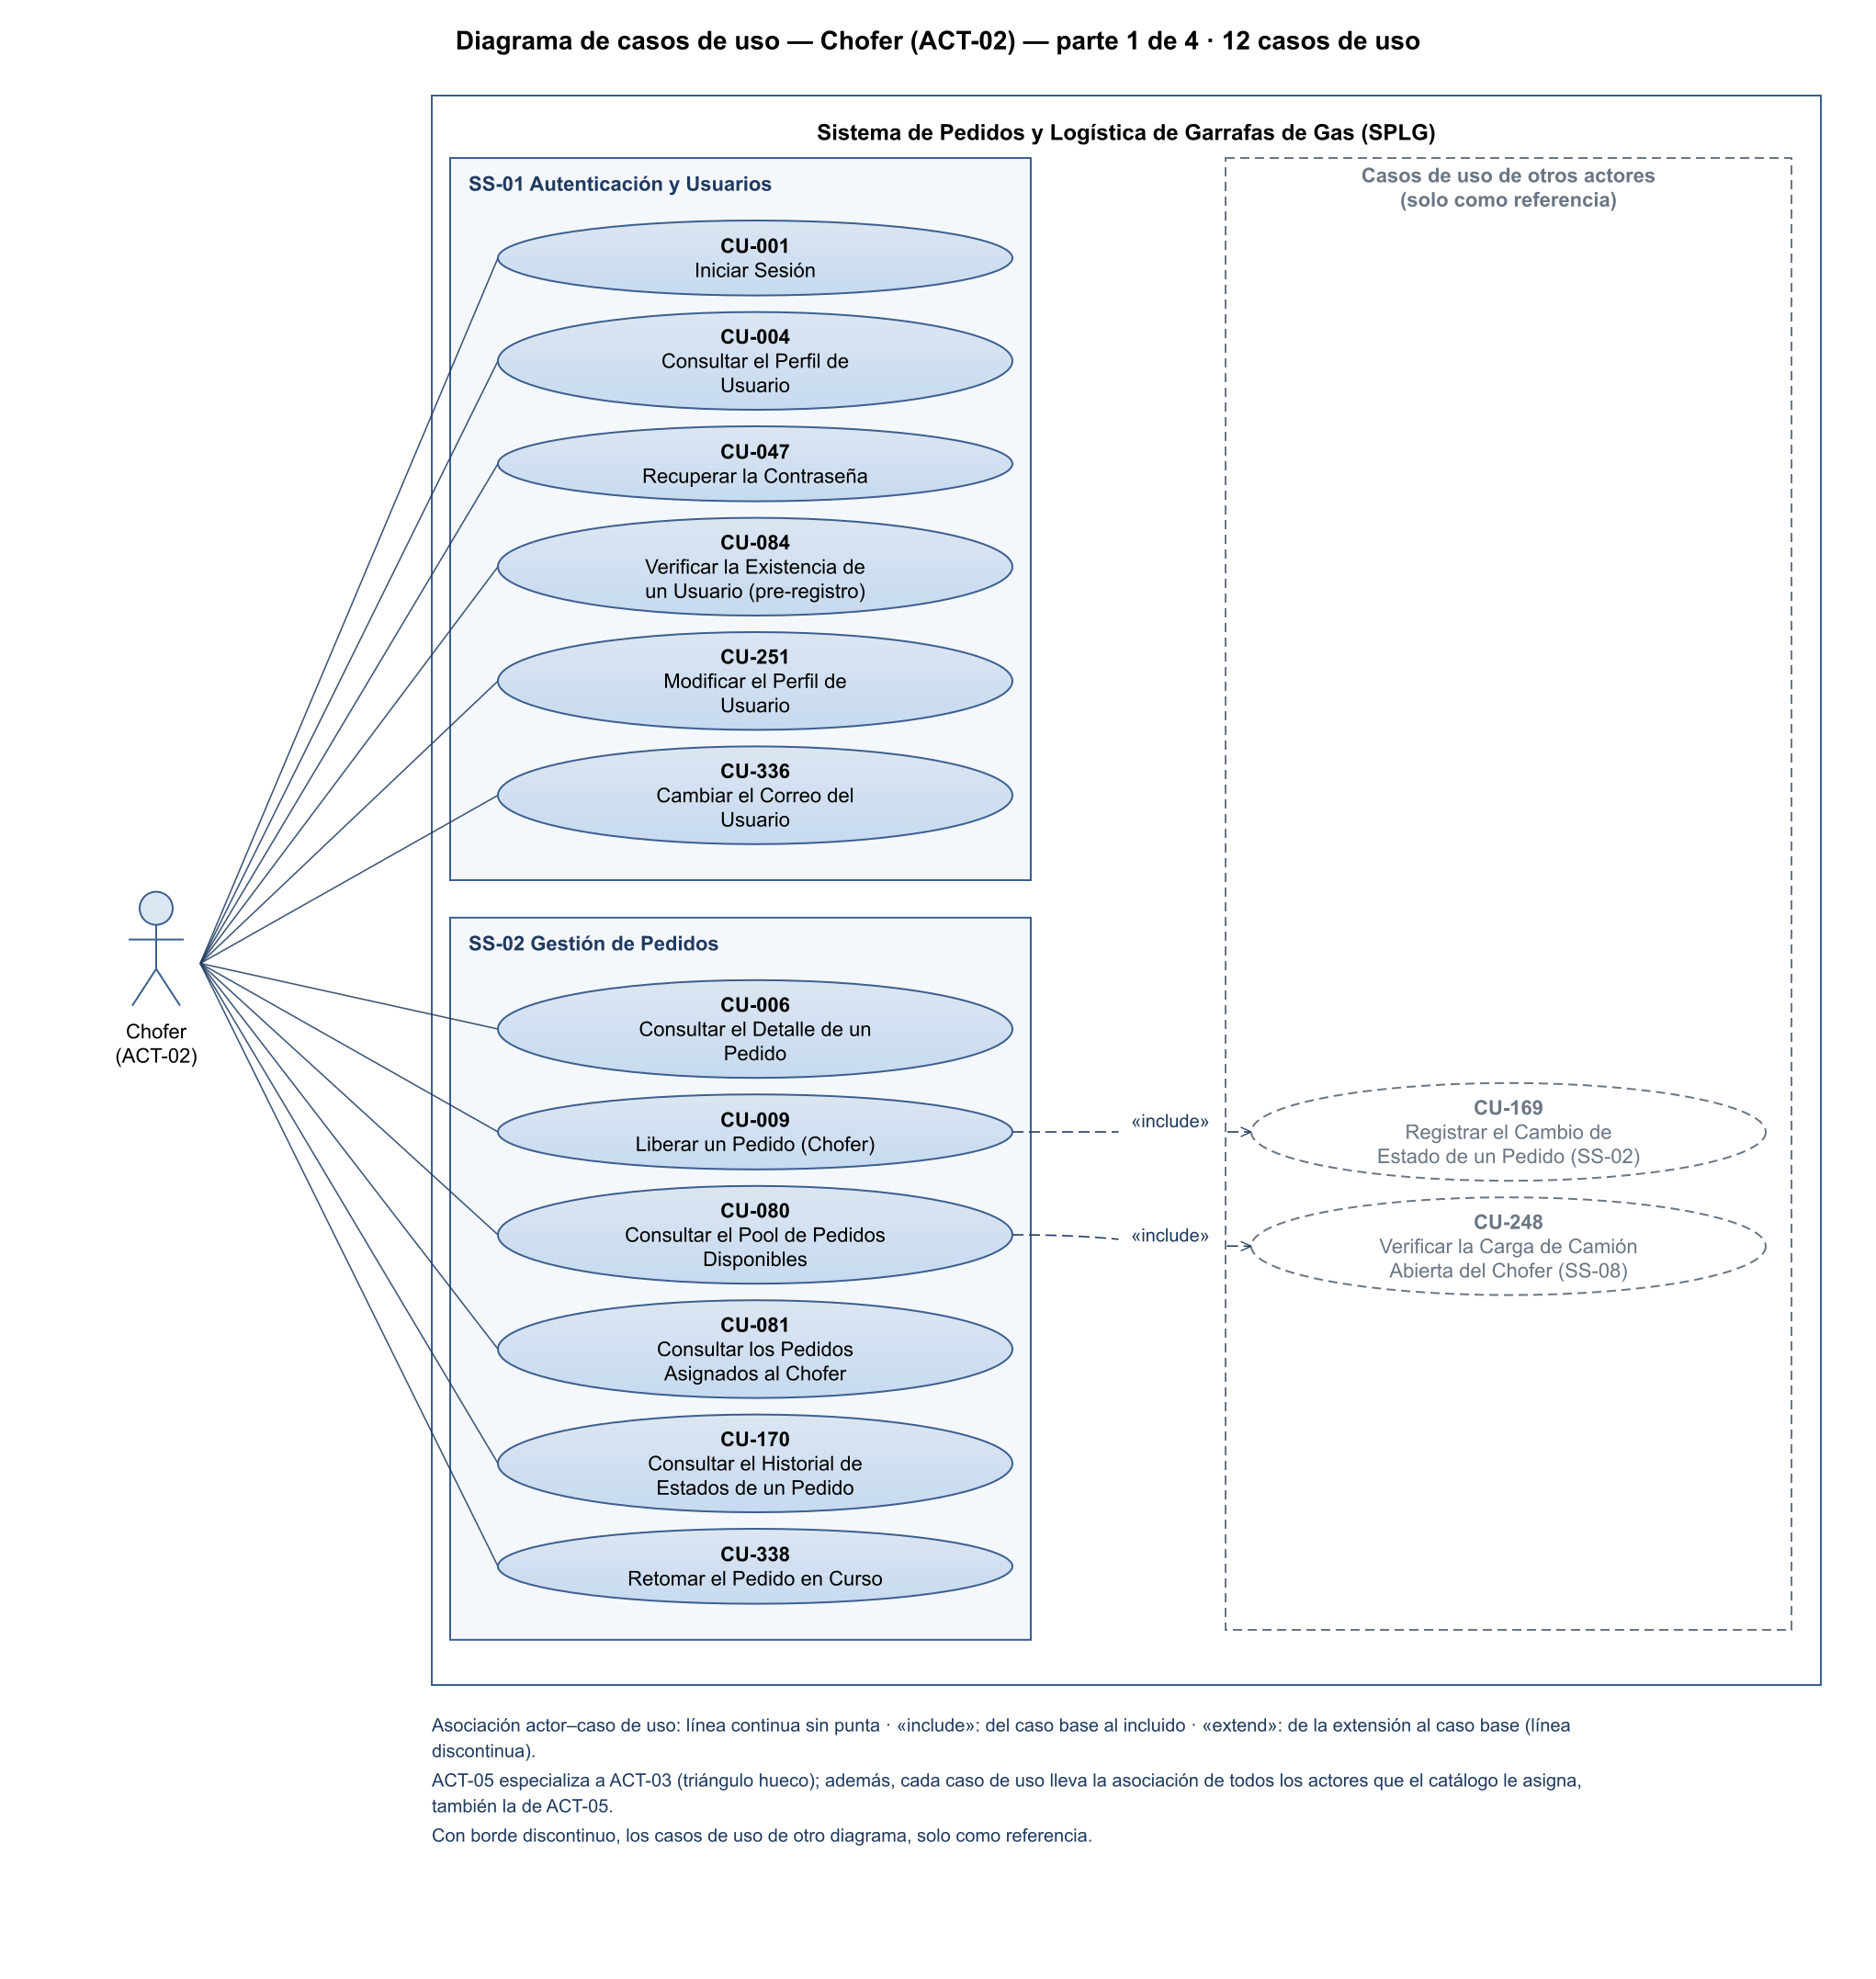 Diagrama de casos de uso — Chofer (ACT-02) — parte 1 de 4 · 12 casos de uso
Sistema de Pedidos y Logística de Garrafas de Gas (SPLG)
SS-01 Autenticación y Usuarios
CU-001
Iniciar Sesión
CU-004
Consultar el Perfil de
Usuario
CU-047
Recuperar la Contraseña
CU-084
Verificar la Existencia de
un Usuario (pre-registro)
CU-251
Modificar el Perfil de
Usuario
CU-336
Cambiar el Correo del
Usuario
Chofer
(ACT-02)
SS-02 Gestión de Pedidos
CU-006
Consultar el Detalle de un
Pedido
CU-009
Liberar un Pedido (Chofer)
CU-080
Consultar el Pool de Pedidos
Disponibles
CU-081
Consultar los Pedidos
Asignados al Chofer
CU-170
Consultar el Historial de
Estados de un Pedido
CU-338
Retomar el Pedido en Curso
«include»
«include»
Casos de uso de otros actores
(solo como referencia)
CU-169
Registrar el Cambio de
Estado de un Pedido (SS-02)
CU-248
Verificar la Carga de Camión
Abierta del Chofer (SS-08)
Asociación actor–caso de uso: línea continua sin punta · «include»: del caso base al incluido · «extend»: de la extensión al caso base (línea
discontinua).
ACT-05 especializa a ACT-03 (triángulo hueco); además, cada caso de uso lleva la asociación de todos los actores que el catálogo le asigna,
también la de ACT-05.
Con borde discontinuo, los casos de uso de otro diagrama, solo como referencia.